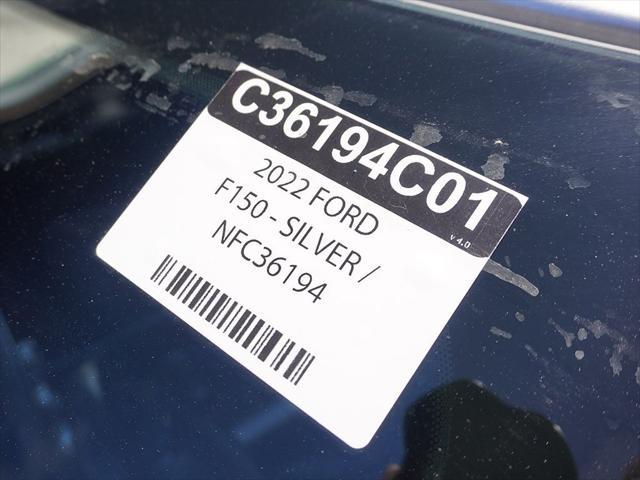 C36194C01
v 4.0
2022 FORD
F150 - SILVER /
NFC36194